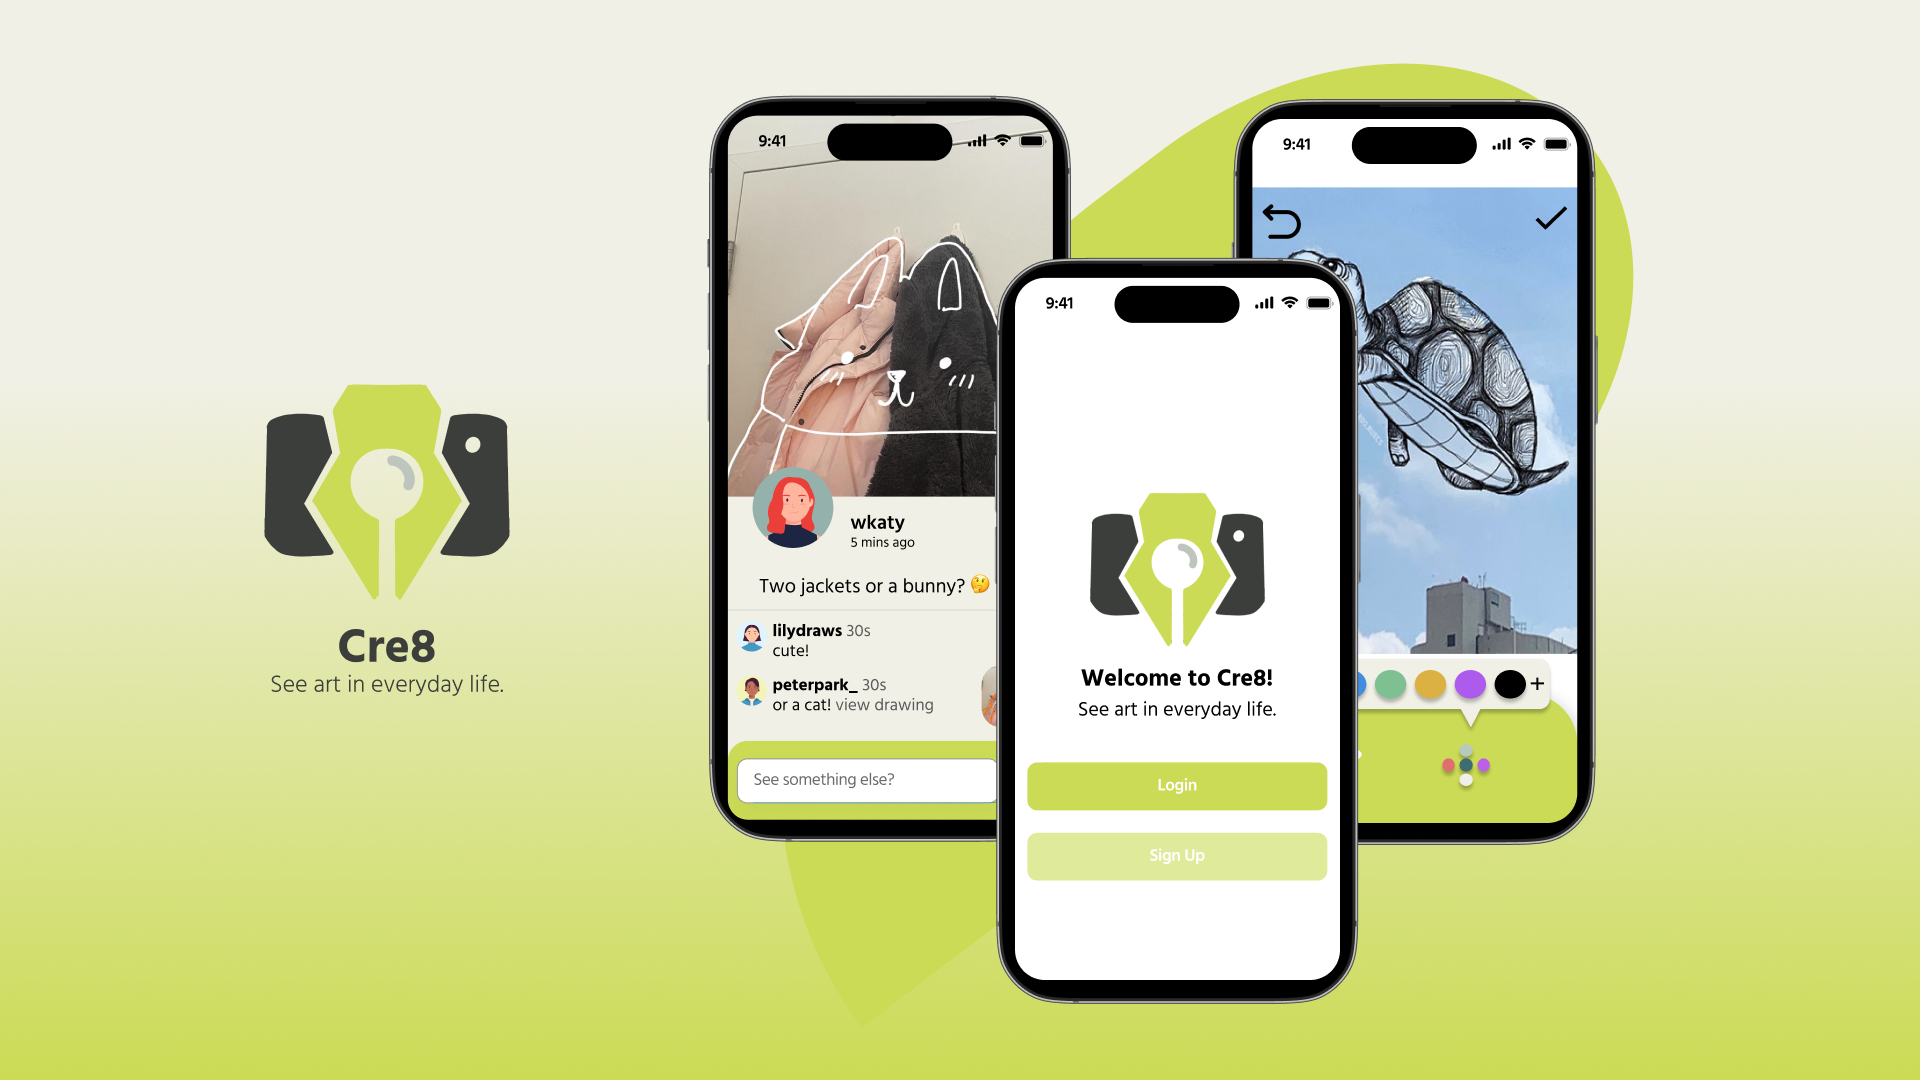 Cre8
See art in everyday life.
9:41
wkaty
5 mins ago
Two jackets or a bunny? 🤔
lilydraws 30s
cute!
peterpark_ 30s
or a cat! view drawing
See something else?
9:41
Welcome to Cre8!
See art in everyday life.
Login
Sign Up
9:41
+